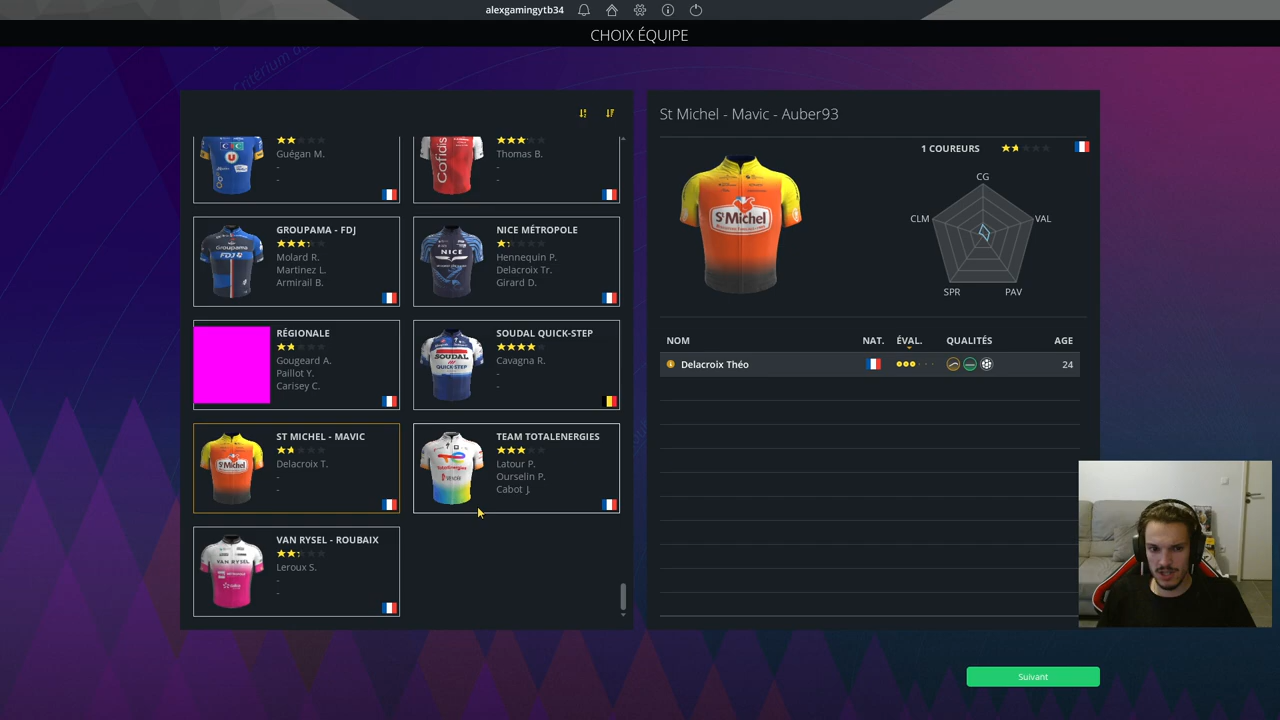 alexgamingytb34
CHOIX ÉQUIPE
St Michel - Mavic - Auber93
Guégan M.
-
-
Thomas B.
-
-
GROUPAMA - FDJ
Molard R.
Martinez L.
Armirail B.
NICE MÉTROPOLE
Hennequin P.
Delacroix Tr.
Girard D.
RÉGIONALE
Gougeard A.
Paillot Y.
Carisey C.
SOUDAL QUICK-STEP
Cavagna R.
-
-
ST MICHEL - MAVIC
Delacroix T.
-
-
TEAM TOTALENERGIES
Latour P.
Ourselin P.
Cabot J.
VAN RYSEL - ROUBAIX
Leroux S.
-
-
1 COUREURS
St Michel
CG
CLM
VAL
SPR
PAV
NOM NAT. ÉVAL. QUALITÉS AGE
Delacroix Théo 24
Suivant